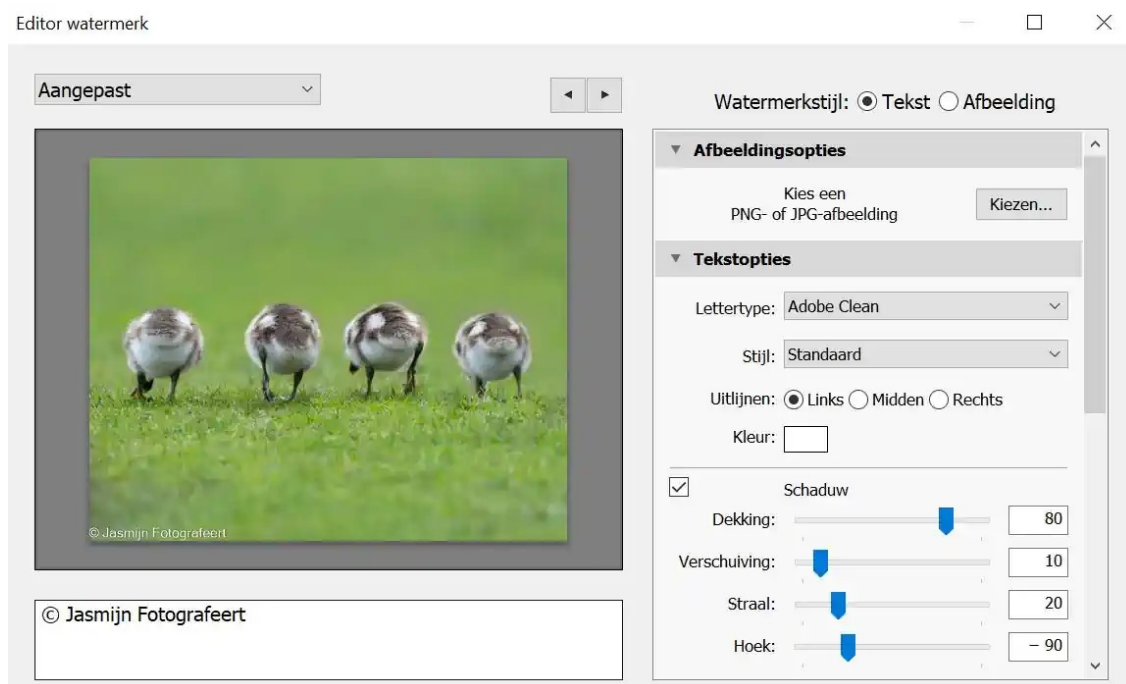 Editor watermerk
Aangepast
Watermerkstijl: Tekst Afbeelding
Afbeeldingsopties
Kies een
PNG- of JPG-afbeelding
Kiezen...
Tekstopties
Lettertype: Adobe Clean
Stijl: Standaard
Uitlijnen: Links Midden Rechts
Kleur:
Schaduw
Dekking: 80
Verschuiving: 10
Straal: 20
Hoek: – 90
© Jasmijn Fotografeert
© Jasmijn Fotografeert